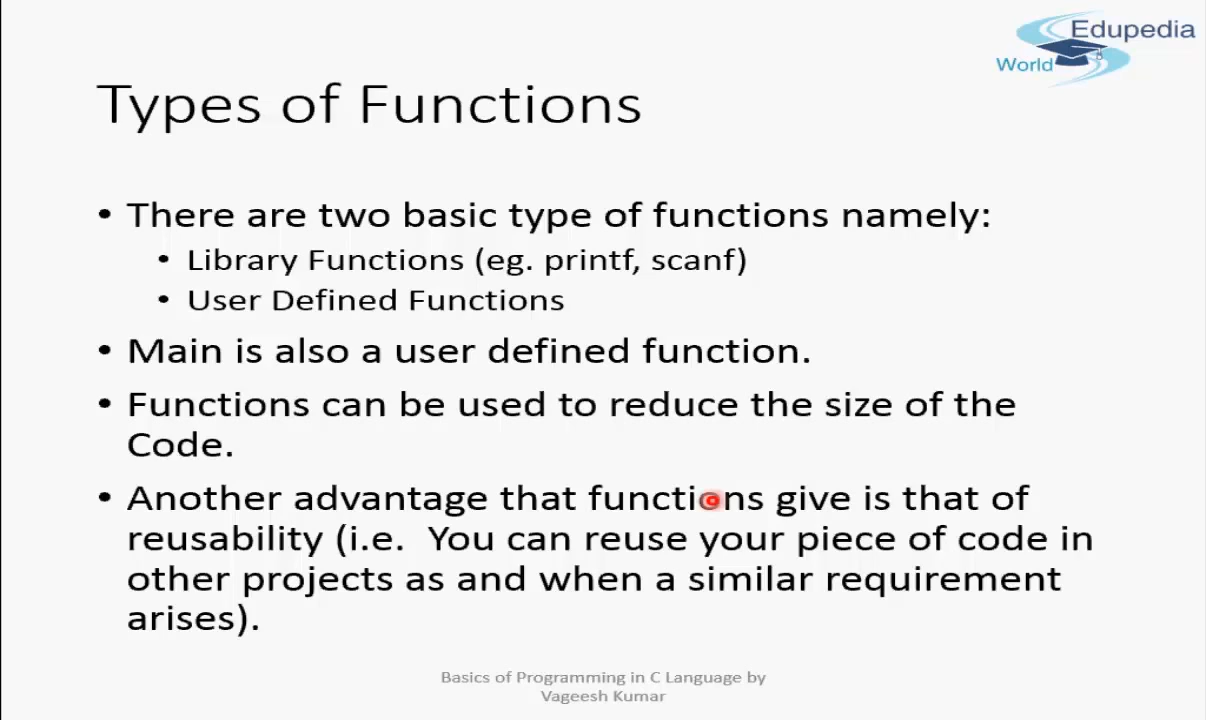 Edupedia
World
Types of Functions
• There are two basic type of functions namely:
• Library Functions (eg. printf, scanf)
• User Defined Functions
• Main is also a user defined function.
• Functions can be used to reduce the size of the
Code.
• Another advantage that functions give is that of
reusability (i.e.  You can reuse your piece of code in
other projects as and when a similar requirement
arises).
Basics of Programming in C Language by
Vageesh Kumar